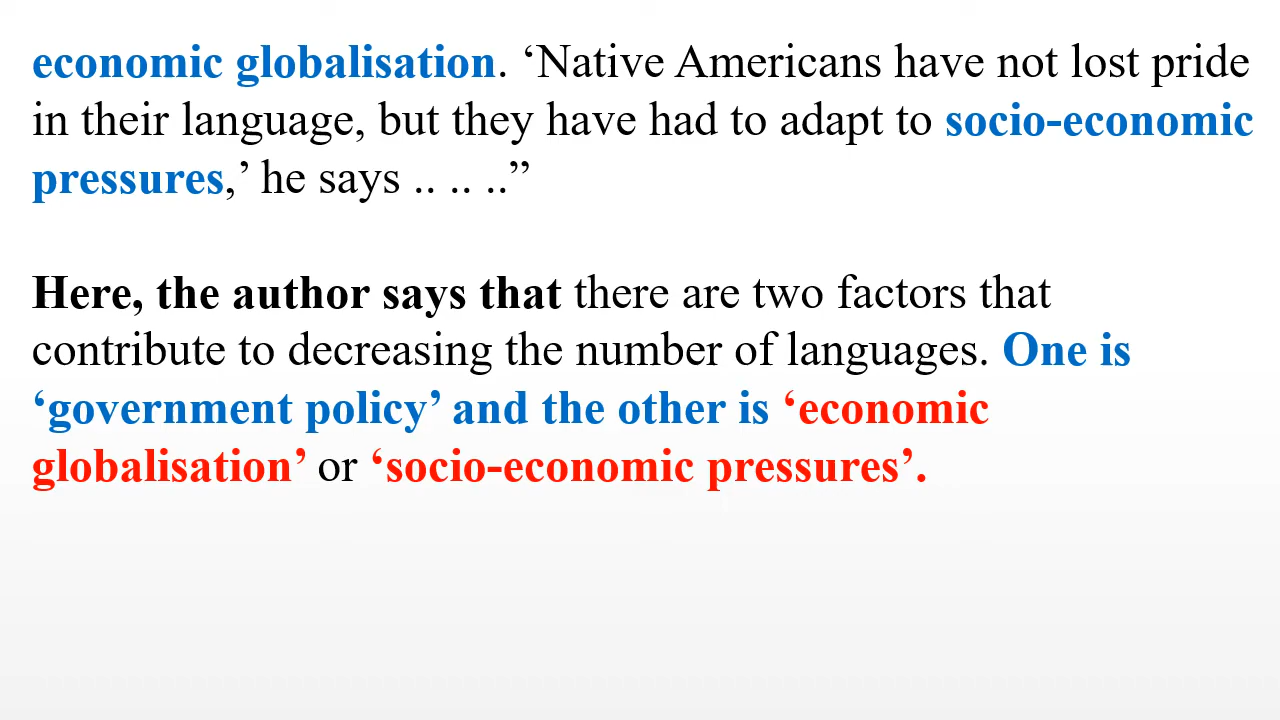 economic globalisation. ‘Native Americans have not lost pride
in their language, but they have had to adapt to socio-economic
pressures,’ he says .. .. ..”
Here, the author says that there are two factors that
contribute to decreasing the number of languages. One is
‘government policy’ and the other is ‘economic
globalisation’ or ‘socio-economic pressures’.